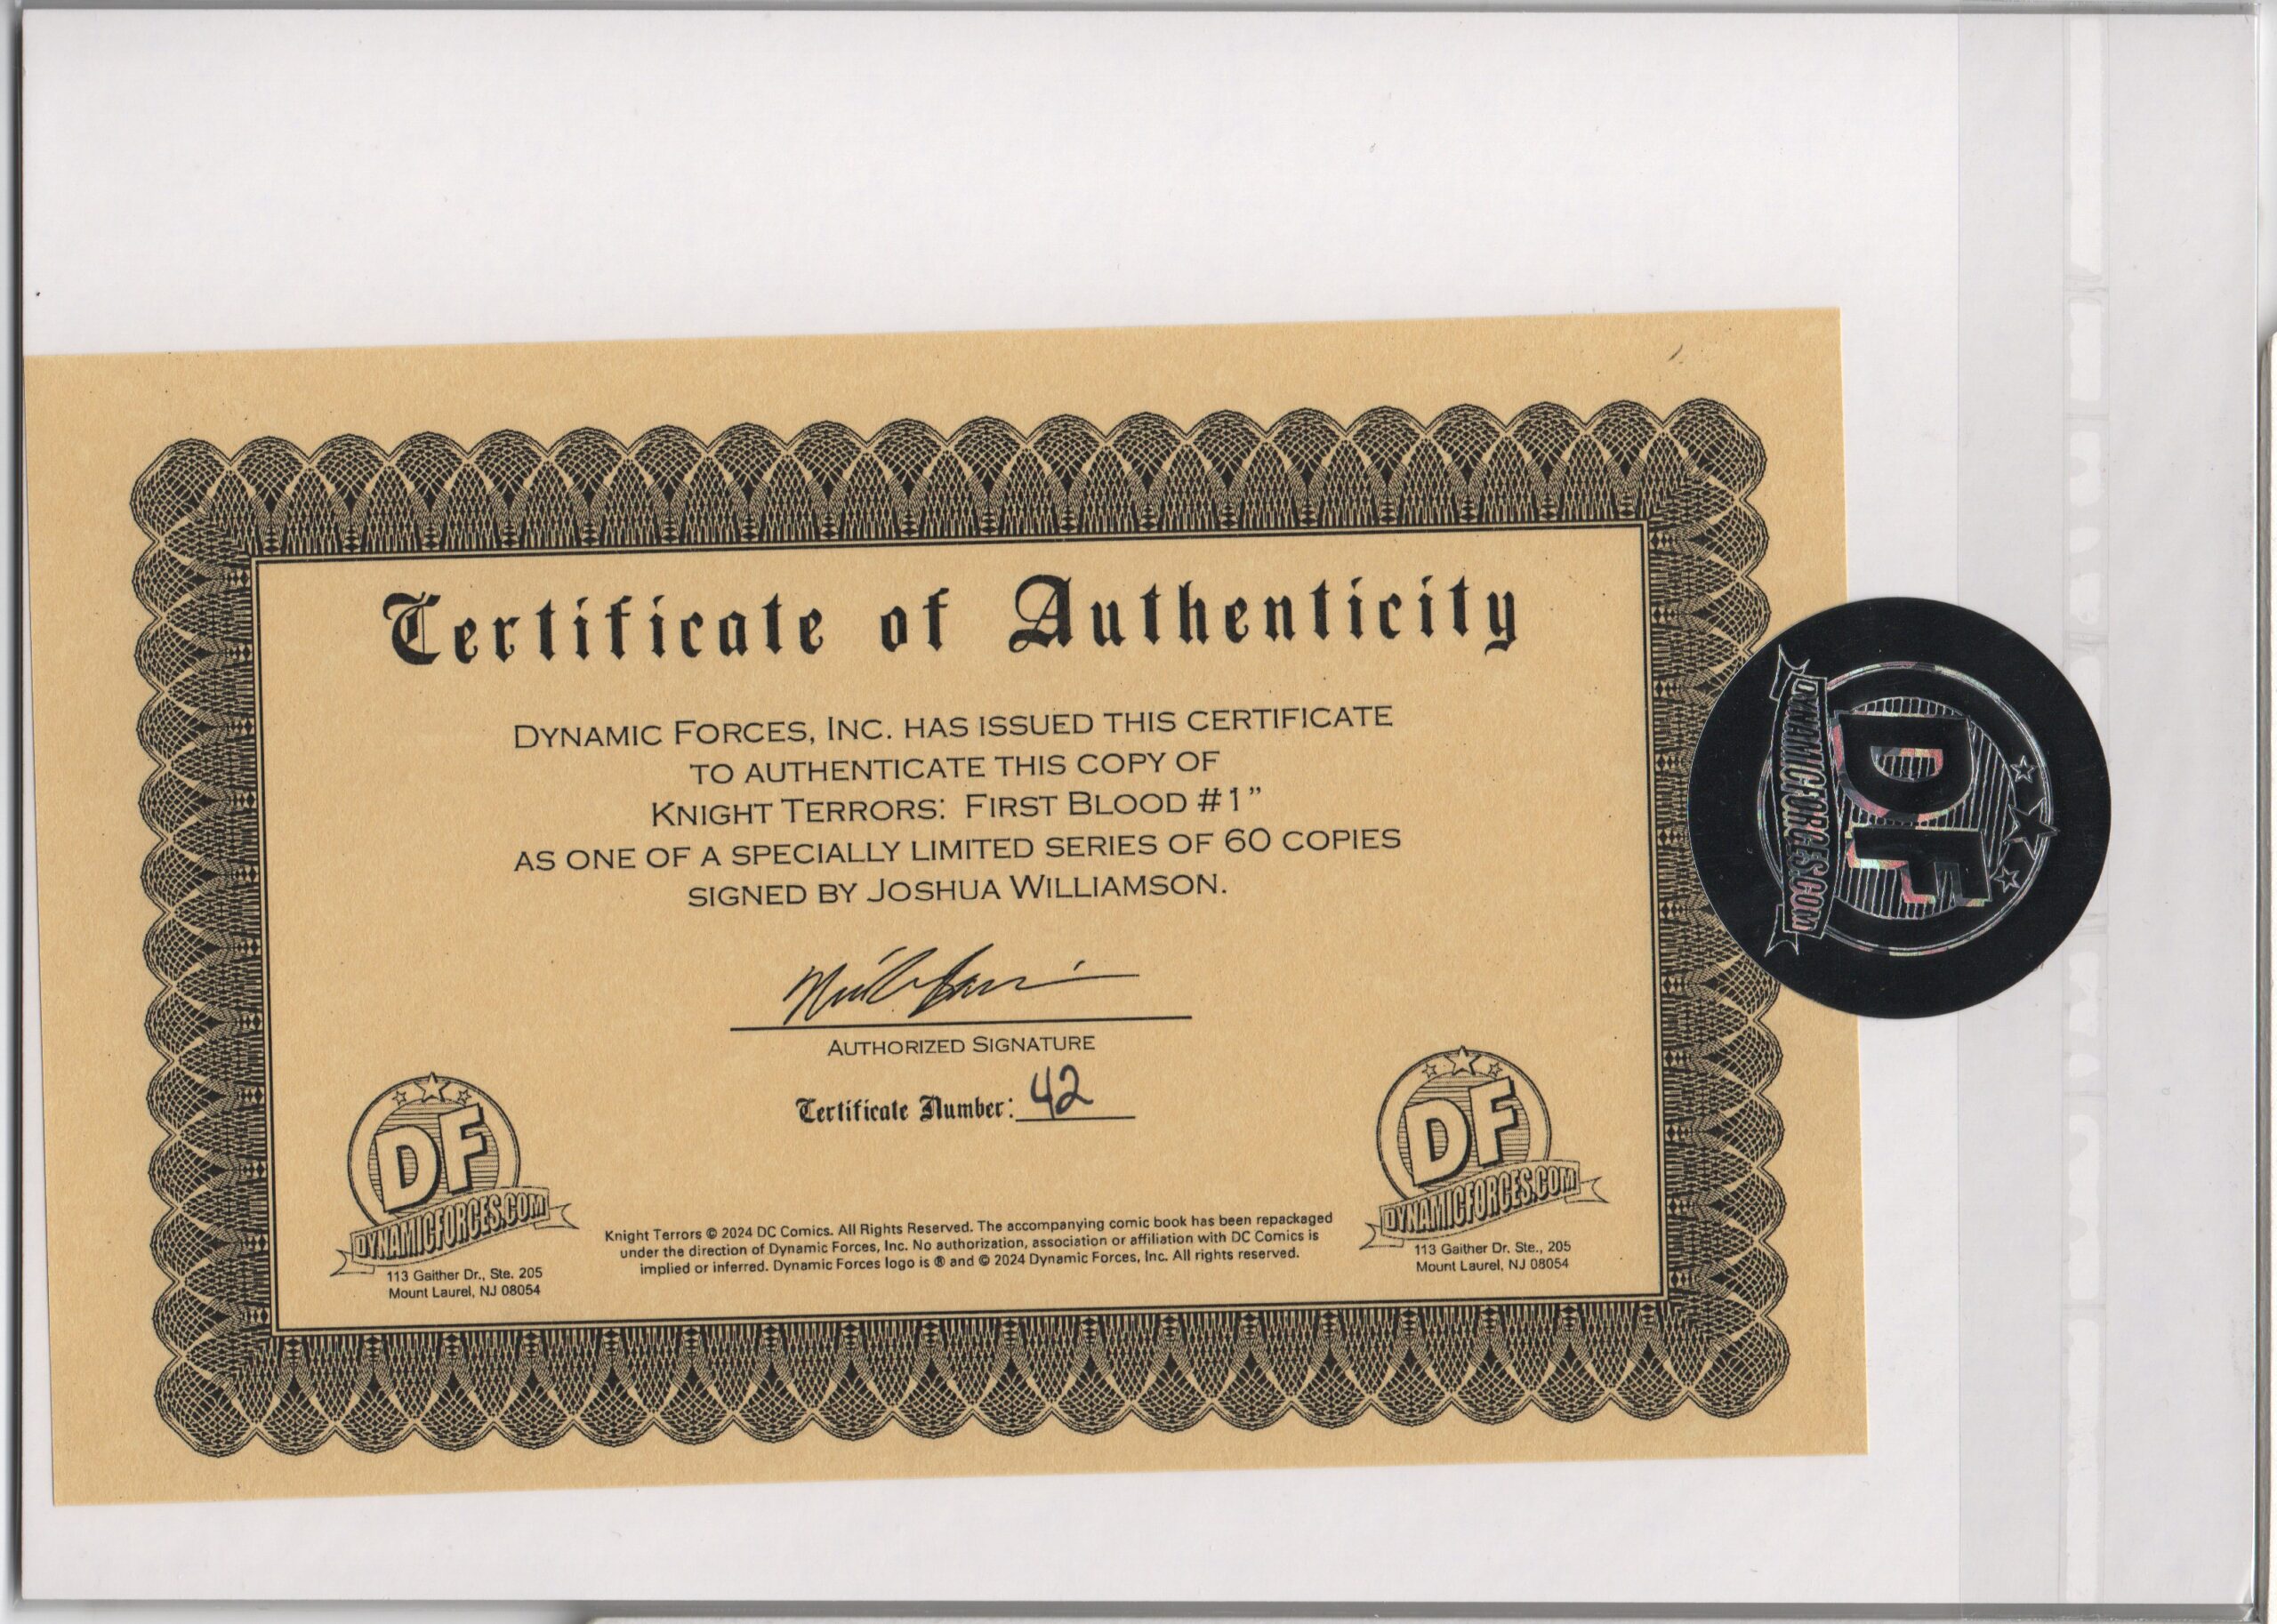 Certificate of Authenticity
DYNAMIC FORCES, INC. HAS ISSUED THIS CERTIFICATE
TO AUTHENTICATE THIS COPY OF
KNIGHT TERRORS: FIRST BLOOD #1”
AS ONE OF A SPECIALLY LIMITED SERIES OF 60 COPIES
SIGNED BY JOSHUA WILLIAMSON.
AUTHORIZED SIGNATURE
Certificate Number: 42
DF
DYNAMICFORCES.COM
113 Gaither Dr., Ste. 205
Mount Laurel, NJ 08054
Knight Terrors © 2024 DC Comics. All Rights Reserved. The accompanying comic book has been repackaged
under the direction of Dynamic Forces, Inc. No authorization, association or affiliation with DC Comics is
implied or inferred. Dynamic Forces logo is ® and © 2024 Dynamic Forces, Inc. All rights reserved.
DF
DYNAMICFORCES.COM
113 Gaither Dr. Ste., 205
Mount Laurel, NJ 08054
DF
DYNAMICFORCES.COM